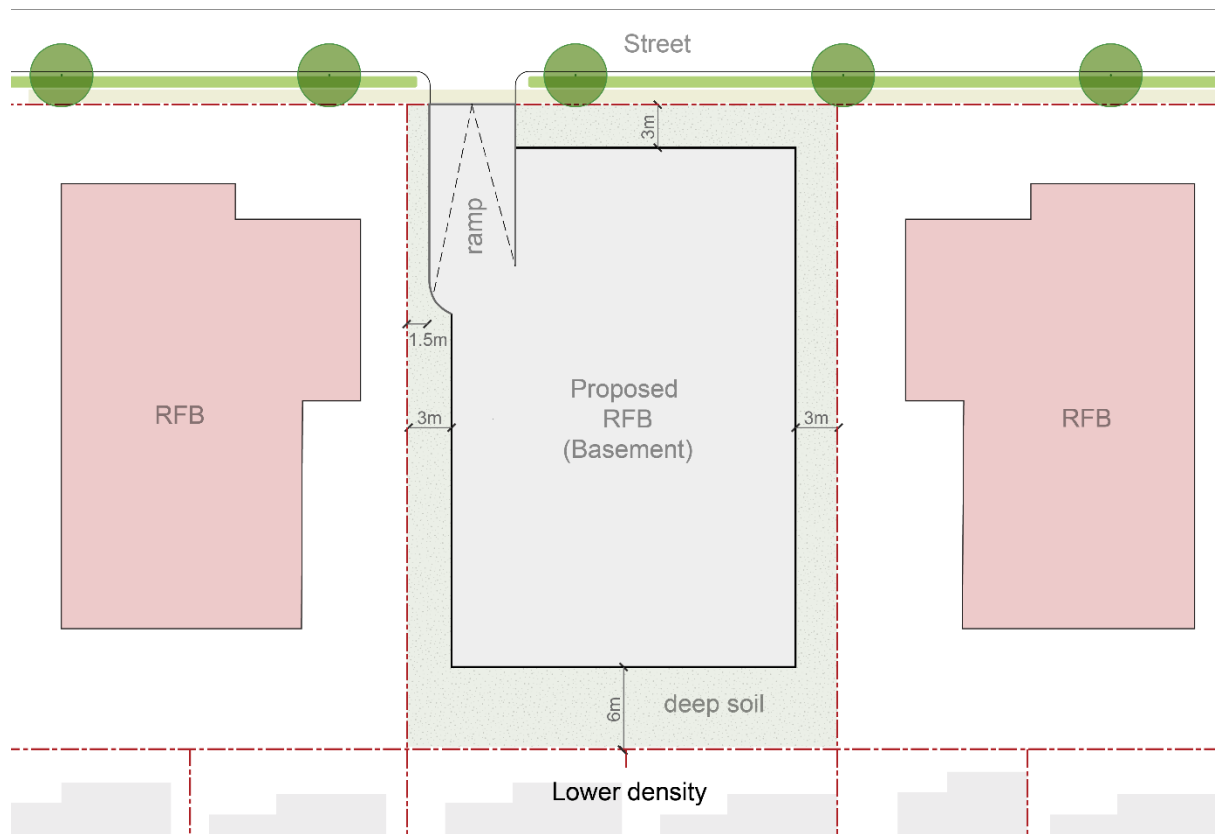 Street
3m
ramp
1.5m
Proposed
RFB
(Basement)
RFB
3m
3m
RFB
6m
deep soil
Lower density